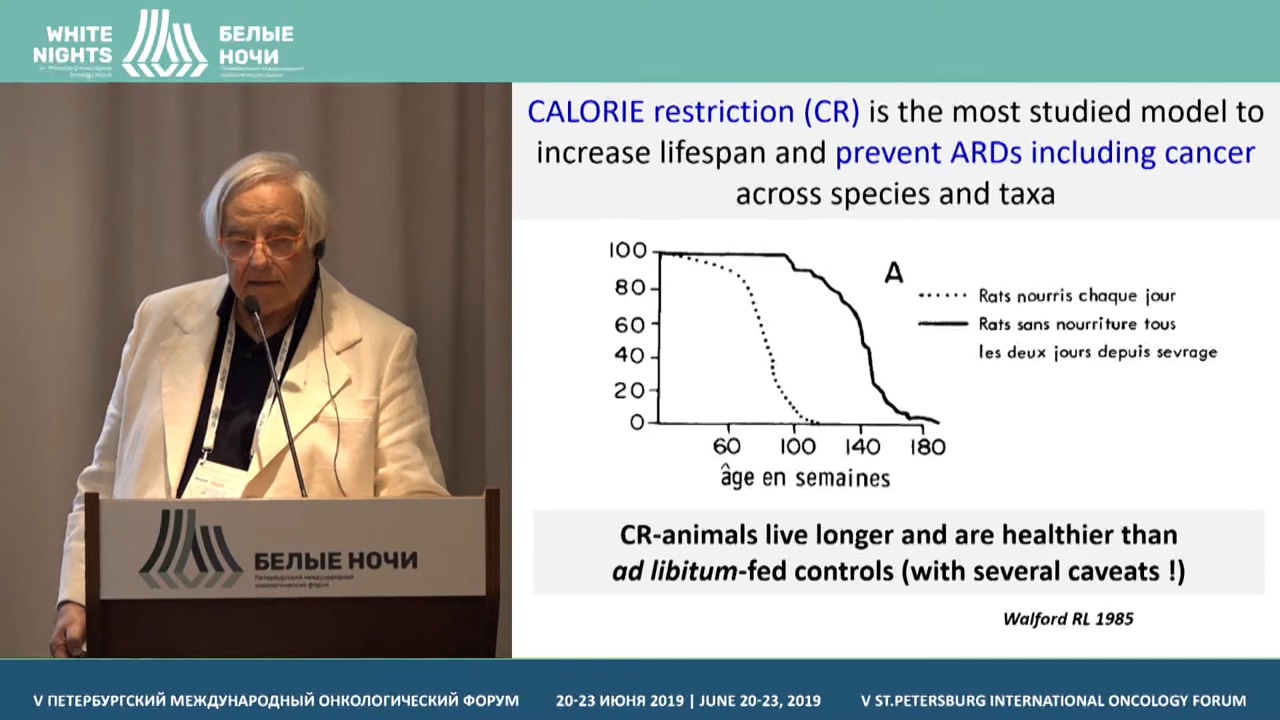 WHITE
NIGHTS
БЕЛЫЕ
НОЧИ
CALORIE restriction (CR) is the most studied model to
increase lifespan and prevent ARDs including cancer
across species and taxa
100
80
60
40
20
0
60 100 140 180
âge en semaines
A
Rats nourris chaque jour
Rats sans nourriture tous
les deux jours depuis sevrage
CR-animals live longer and are healthier than
ad libitum-fed controls (with several caveats !)
Walford RL 1985
БЕЛЫЕ НОЧИ
Петербургский международный
онкологический форум
V ПЕТЕРБУРГСКИЙ МЕЖДУНАРОДНЫЙ ОНКОЛОГИЧЕСКИЙ ФОРУМ
20-23 ИЮНЯ 2019 | JUNE 20-23, 2019
V ST.PETERSBURG INTERNATIONAL ONCOLOGY FORUM